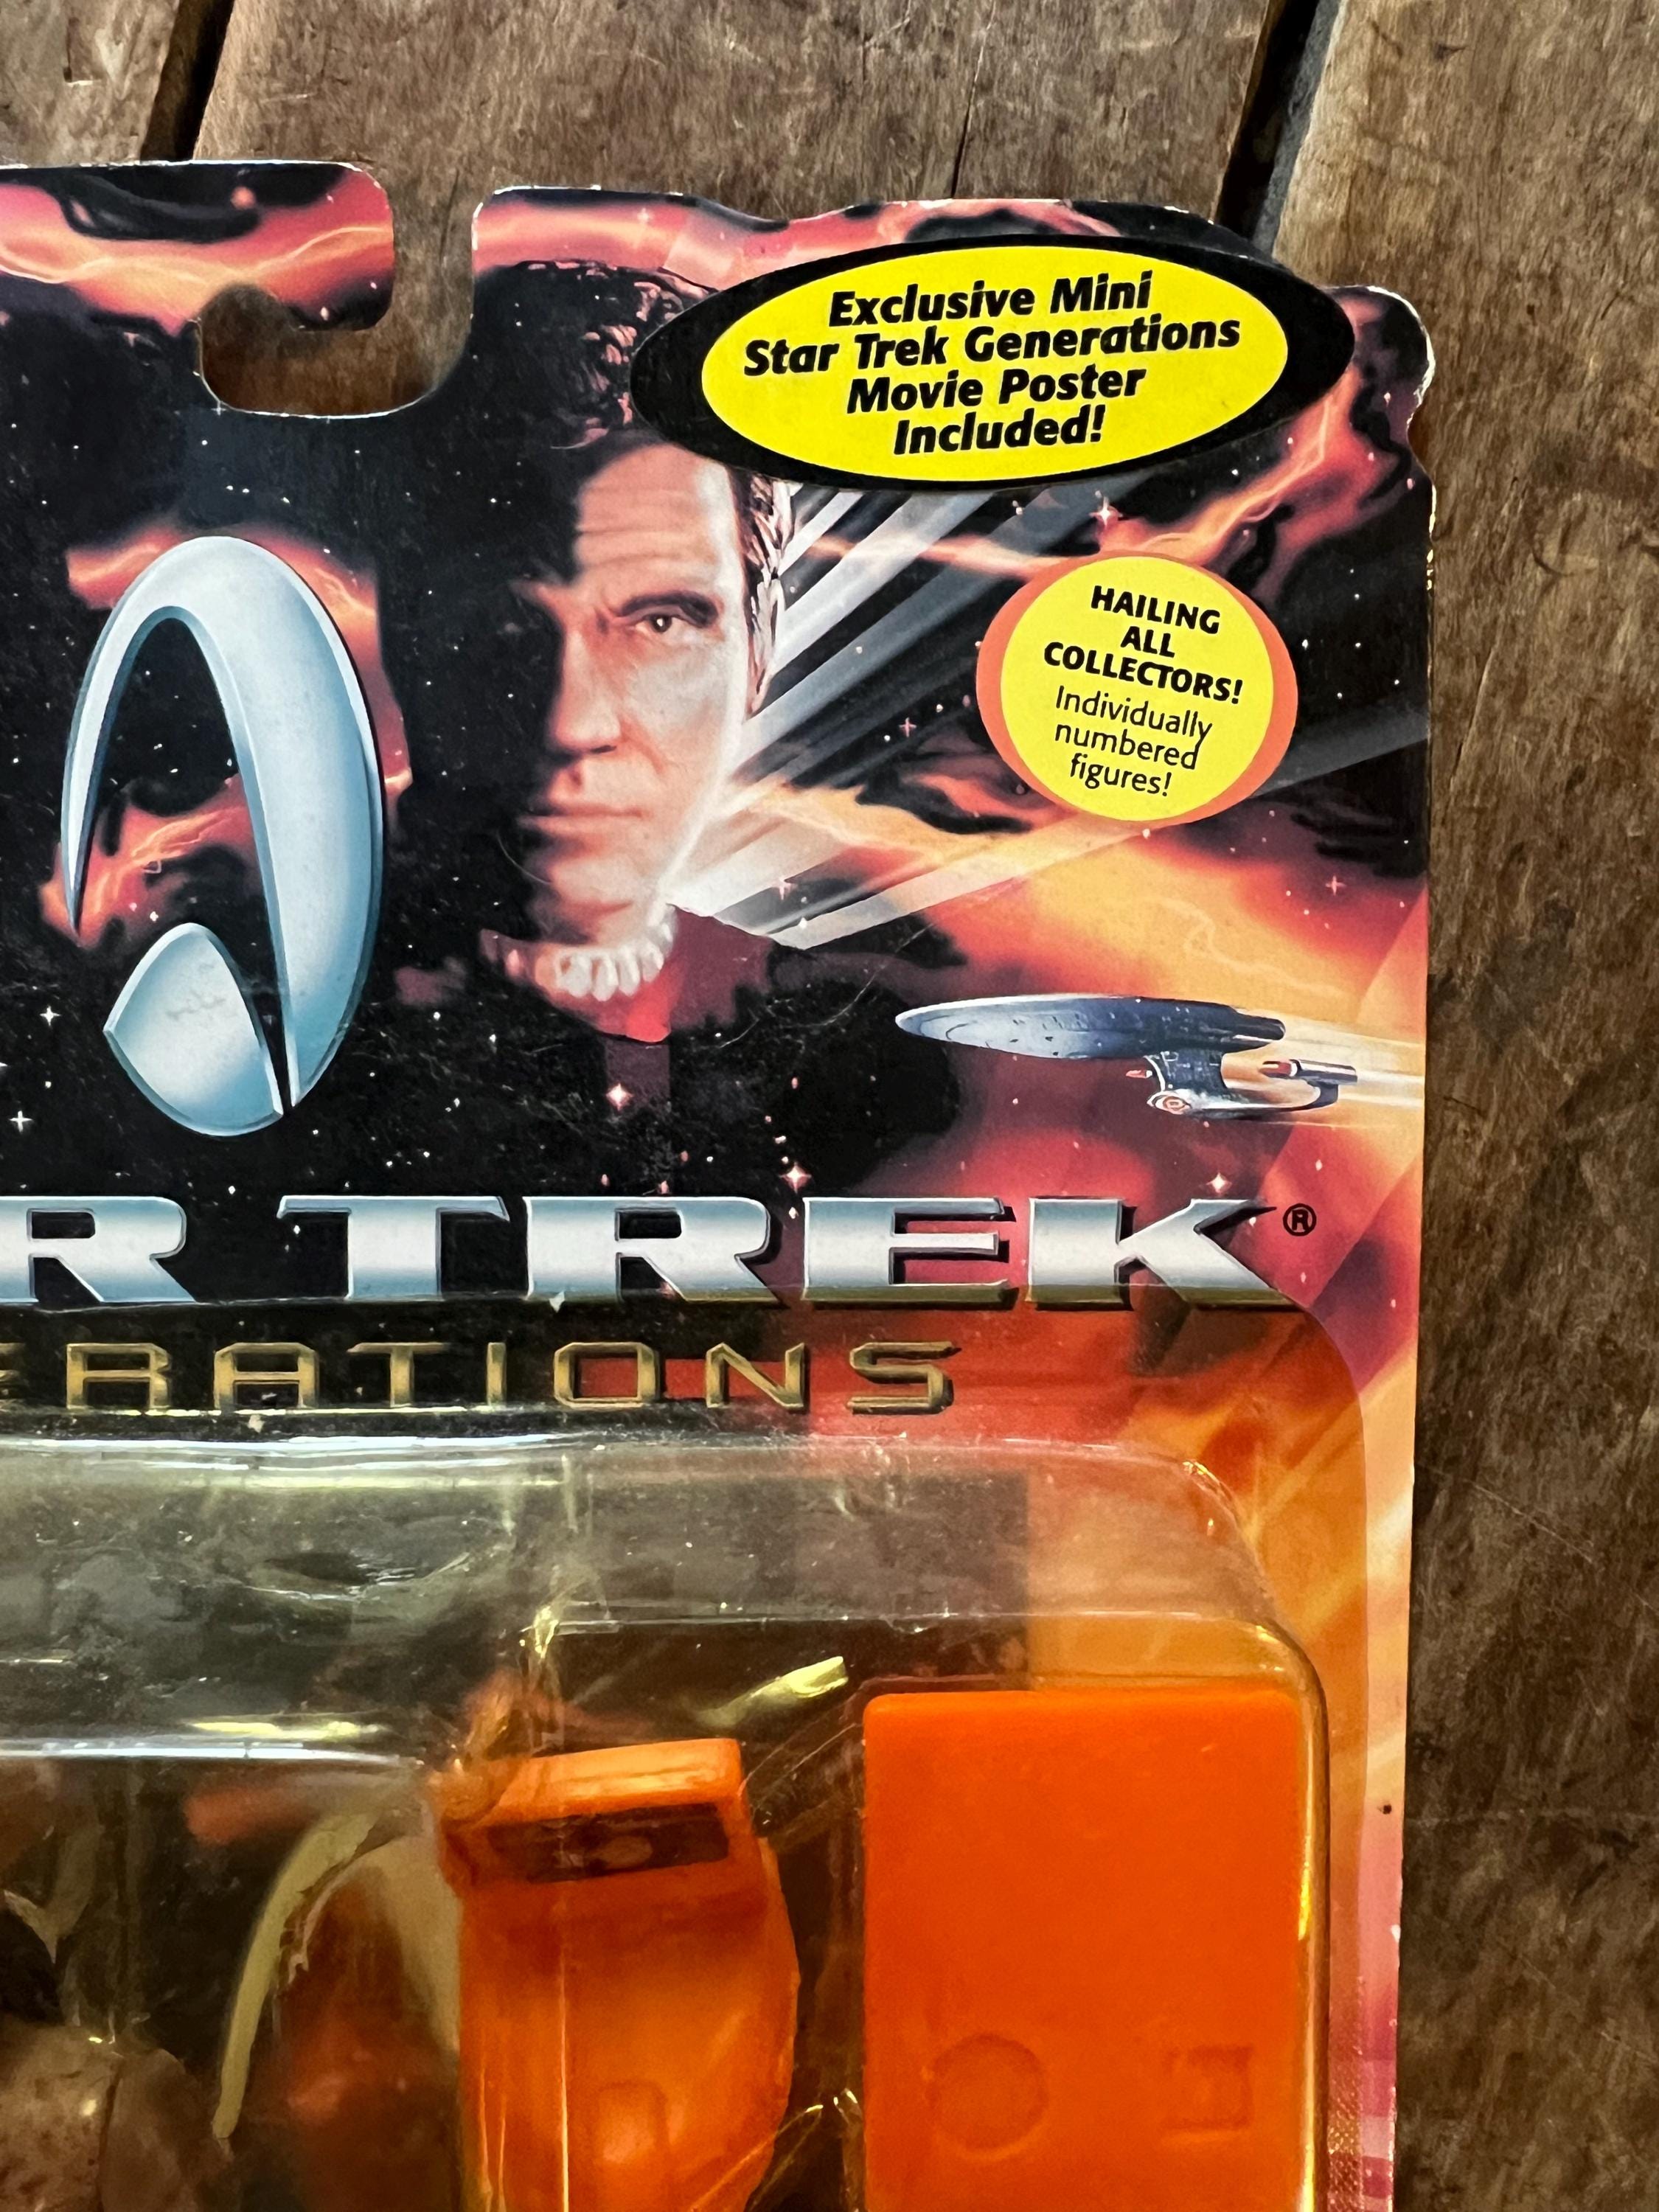 Exclusive Mini
Star Trek Generations
Movie Poster
Included!
HAILING
ALL
COLLECTORS!
Individually
numbered
figures!
R TREK®
ERATIONS